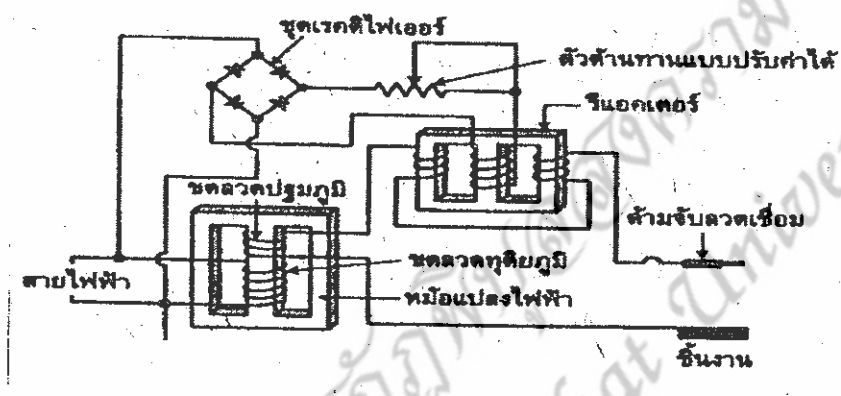 ชุดเรคติไฟเออร์
ตัวต้านทานแบบปรับค่าได้
รีแอคเตอร์
ขดลวดปฐมภูมิ
ด้ามจับลวดเชื่อม
ขดลวดทุติยภูมิ
สายไฟฟ้า
หม้อแปลงไฟฟ้า
ชิ้นงาน